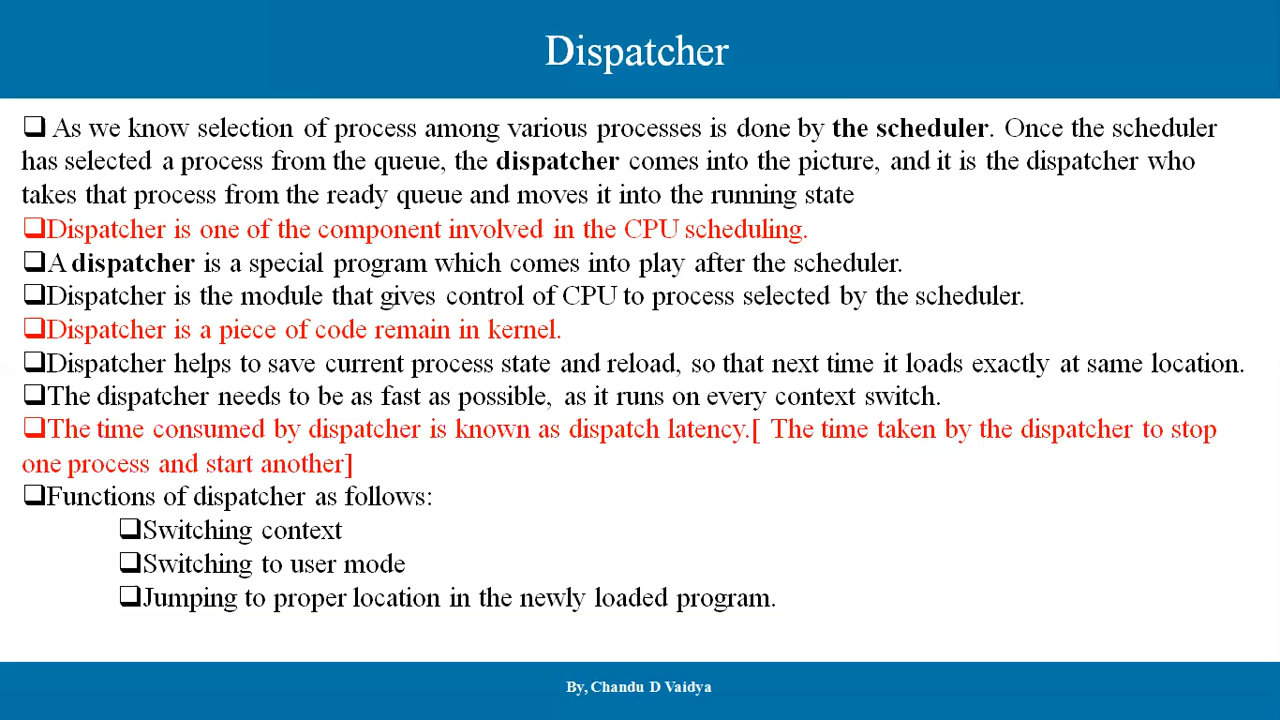 Dispatcher
❑ As we know selection of process among various processes is done by the scheduler. Once the scheduler
has selected a process from the queue, the dispatcher comes into the picture, and it is the dispatcher who
takes that process from the ready queue and moves it into the running state
❑Dispatcher is one of the component involved in the CPU scheduling.
❑A dispatcher is a special program which comes into play after the scheduler.
❑Dispatcher is the module that gives control of CPU to process selected by the scheduler.
❑Dispatcher is a piece of code remain in kernel.
❑Dispatcher helps to save current process state and reload, so that next time it loads exactly at same location.
❑The dispatcher needs to be as fast as possible, as it runs on every context switch.
❑The time consumed by dispatcher is known as dispatch latency.[ The time taken by the dispatcher to stop
one process and start another]
❑Functions of dispatcher as follows:
❑Switching context
❑Switching to user mode
❑Jumping to proper location in the newly loaded program.
By, Chandu D Vaidya